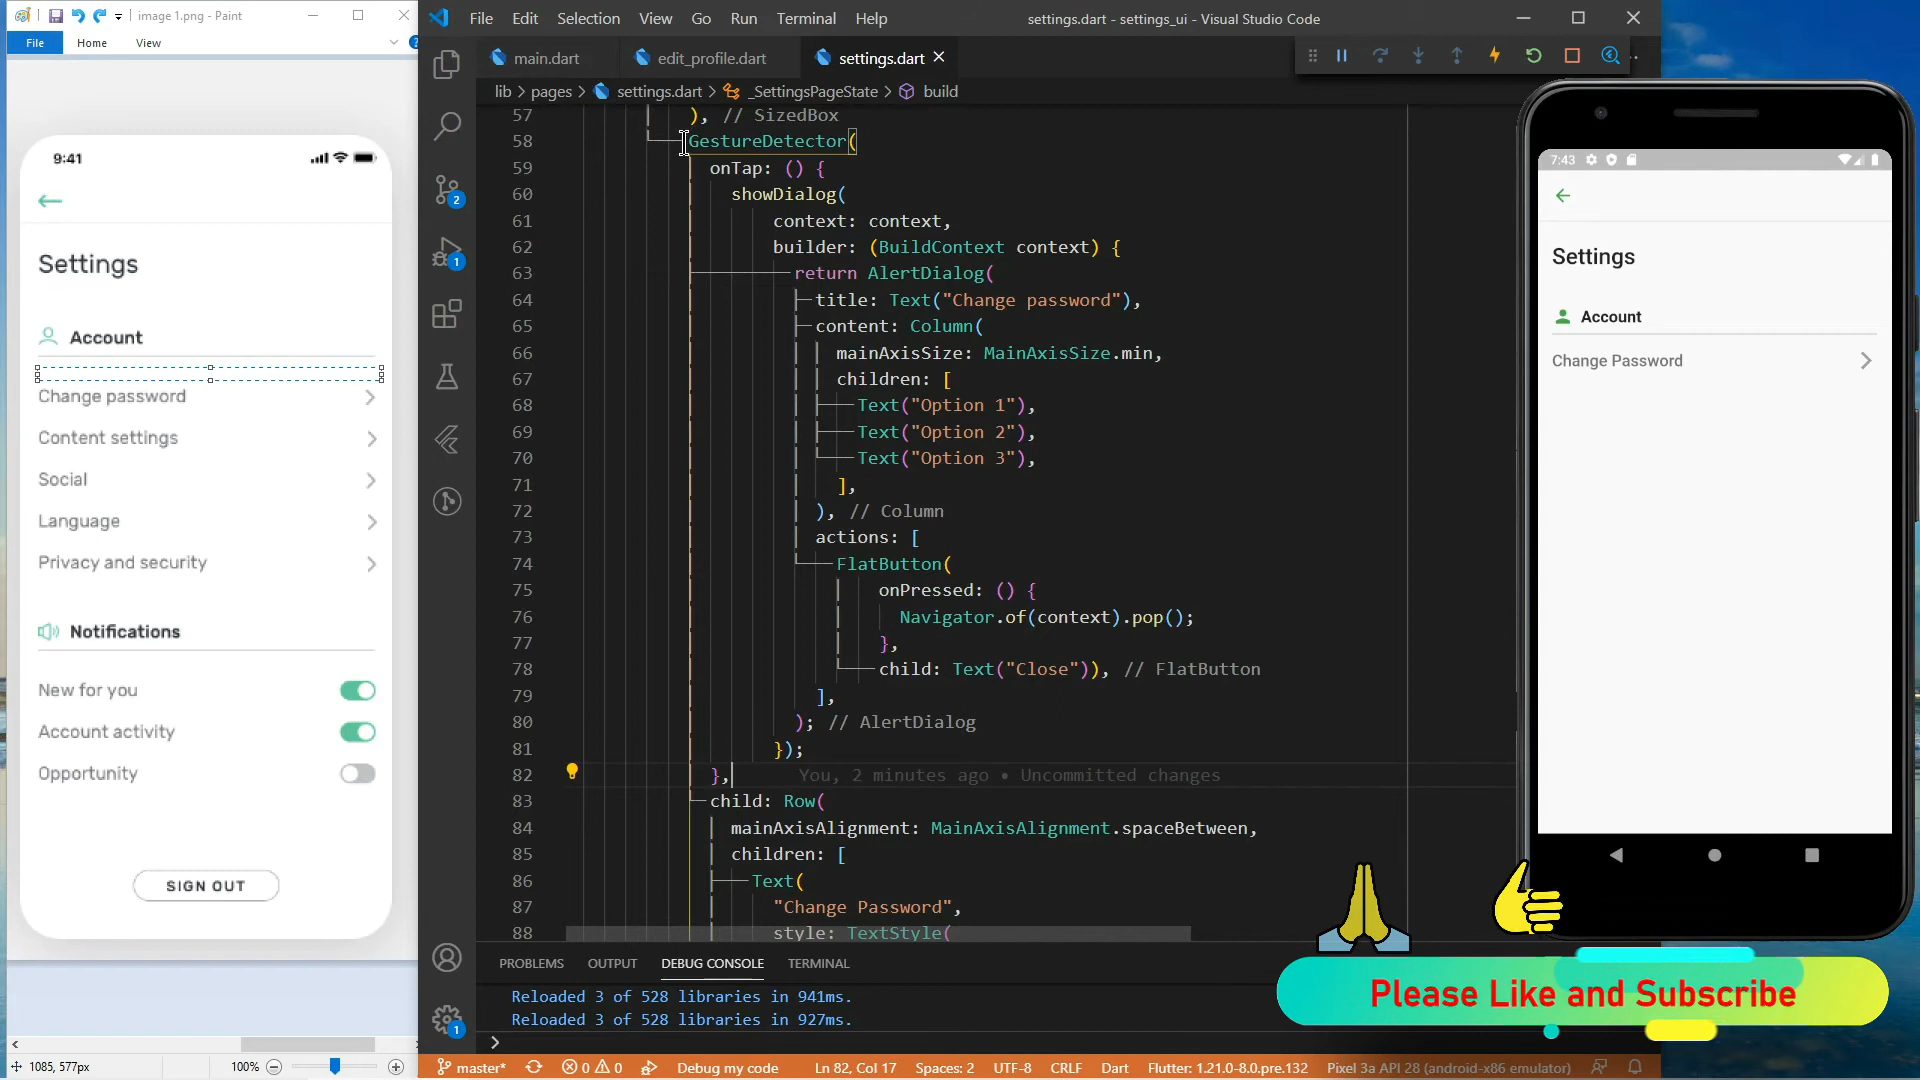 image 1.png - Paint
File
Home
View
9:41
Settings
Account
Change password
Content settings
Social
Language
Privacy and security
Notifications
New for you
Account activity
Opportunity
SIGN OUT
1085, 577px
100%
File Edit Selection View Go Run Terminal Help
settings.dart - settings_ui - Visual Studio Code
main.dart
edit_profile.dart
settings.dart
lib > pages > settings.dart > _SettingsPageState > build
57 ), // SizedBox
58 GestureDetector(
59 onTap: () {
60 showDialog(
61 context: context,
62 builder: (BuildContext context) {
63 return AlertDialog(
64 title: Text("Change password"),
65 content: Column(
66 mainAxisSize: MainAxisSize.min,
67 children: [
68 Text("Option 1"),
69 Text("Option 2"),
70 Text("Option 3"),
71 ],
72 ), // Column
73 actions: [
74 FlatButton(
75 onPressed: () {
76 Navigator.of(context).pop();
77 },
78 child: Text("Close")), // FlatButton
79 ],
80 ); // AlertDialog
81 });
82 }, You, 2 minutes ago • Uncommitted changes
83 child: Row(
84 mainAxisAlignment: MainAxisAlignment.spaceBetween,
85 children: [
86 Text(
87 "Change Password",
88 style: TextStyle(
2
1
1
PROBLEMS OUTPUT DEBUG CONSOLE TERMINAL
Reloaded 3 of 528 libraries in 941ms.
Reloaded 3 of 528 libraries in 927ms.
master* 0 0 Debug my code Ln 82, Col 17 Spaces: 2 UTF-8 CRLF Dart Flutter: 1.21.0-8.0.pre.132 Pixel 3a API 28 (android-x86 emulator)
7:43
Settings
Account
Change Password
Please Like and Subscribe